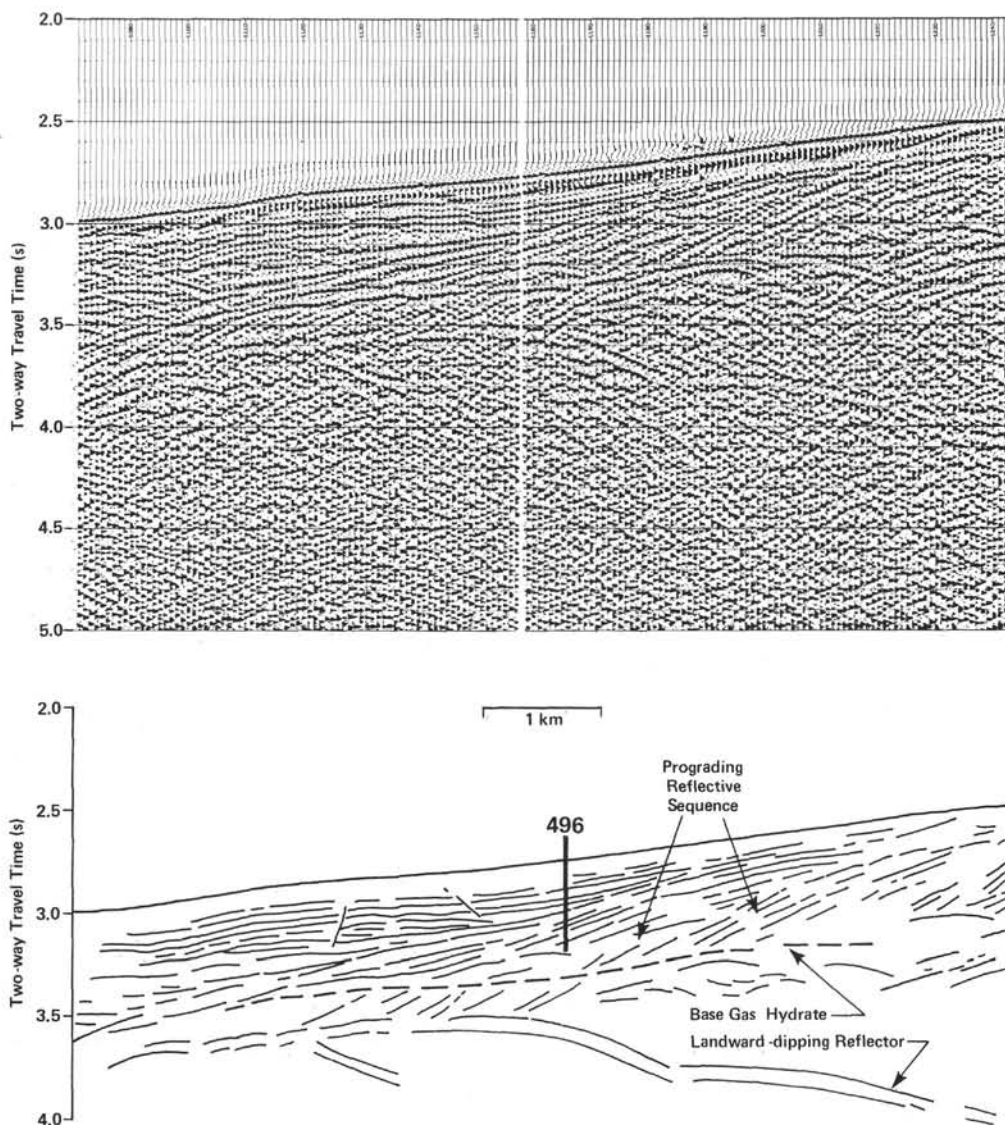 2.0
2.5
3.0
3.5
4.0
4.5
5.0
Two-way Travel Time (s)
2.0
2.5
3.0
3.5
4.0
Two-way Travel Time (s)
1 km
496
Prograding
Reflective
Sequence
Base Gas Hydrate
Landward-dipping Reflector